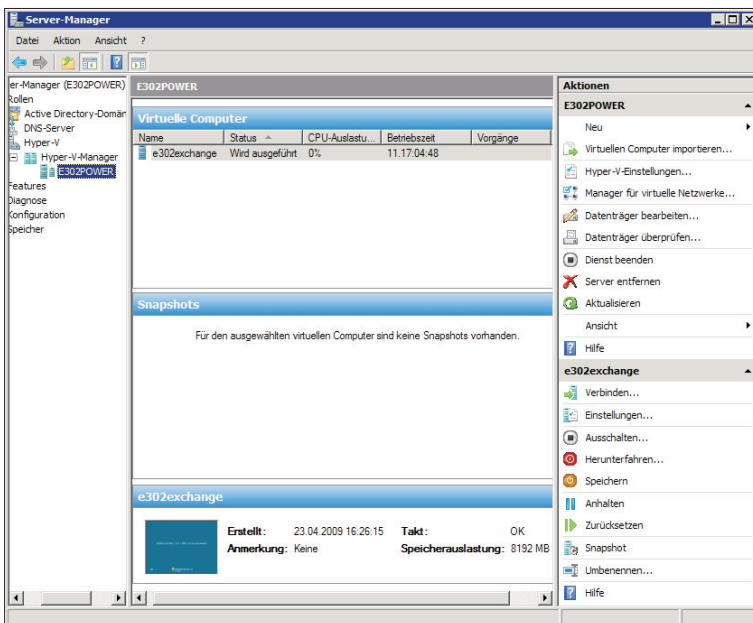 Server-Manager
Datei Aktion Ansicht ?
er-Manager (E302POWER)
Rollen
Active Directory-Domän
DNS-Server
Hyper-V
Hyper-V-Manager
E302POWER
Features
Diagnose
Konfiguration
Speicher
E302POWER
Virtuelle Computer
Name Status CPU-Auslastu... Betriebszeit Vorgänge
e302exchange Wird ausgeführt 0% 11.17:04:48
Snapshots
Für den ausgewählten virtuellen Computer sind keine Snapshots vorhanden.
e302exchange
Erstellt: 23.04.2009 16:26:15 Takt: OK
Anmerkung: Keine Speicherauslastung: 8192 MB
Aktionen
E302POWER
Neu
Virtuellen Computer importieren...
Hyper-V-Einstellungen...
Manager für virtuelle Netzwerke...
Datenträger bearbeiten...
Datenträger überprüfen...
Dienst beenden
Server entfernen
Aktualisieren
Ansicht
Hilfe
e302exchange
Verbinden...
Einstellungen...
Ausschalten...
Herunterfahren...
Speichern
Anhalten
Zurücksetzen
Snapshot
Umbenennen...
Hilfe